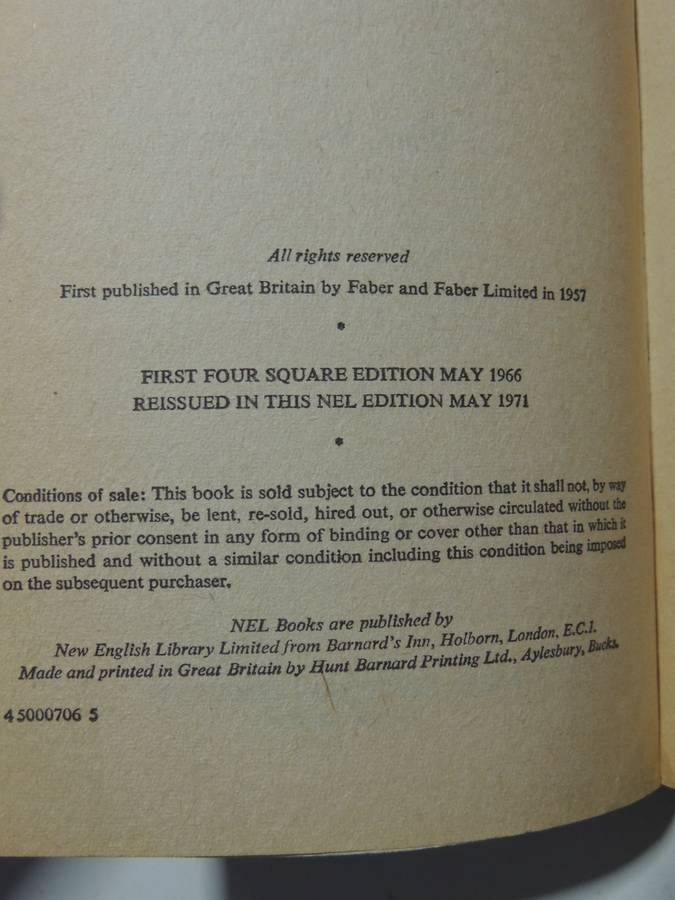 All rights reserved
First published in Great Britain by Faber and Faber Limited in 1957
*
FIRST FOUR SQUARE EDITION MAY 1966
REISSUED IN THIS NEL EDITION MAY 1971
*
Conditions of sale: This book is sold subject to the condition that it shall not, by way
of trade or otherwise, be lent, re-sold, hired out, or otherwise circulated without the
publisher's prior consent in any form of binding or cover other than that in which it
is published and without a similar condition including this condition being imposed
on the subsequent purchaser.
NEL Books are published by
New English Library Limited from Barnard's Inn, Holborn, London, E.C.1.
Made and printed in Great Britain by Hunt Barnard Printing Ltd., Aylesbury, Bucks.
45000706 5